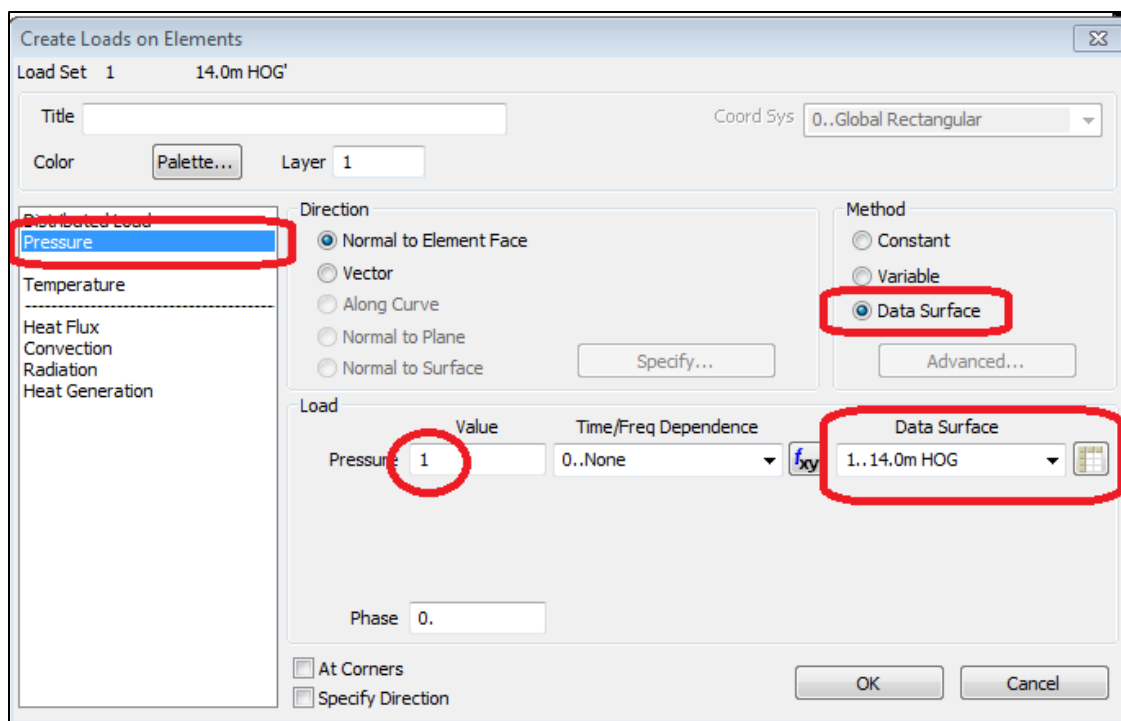 Create Loads on Elements
Load Set 1 14.0m HOG'
Title
Coord Sys 0..Global Rectangular
Color Palette... Layer 1
Distributed Load
Pressure
Temperature
Heat Flux
Convection
Radiation
Heat Generation
Direction
Normal to Element Face
Vector
Along Curve
Normal to Plane
Normal to Surface
Specify...
Method
Constant
Variable
Data Surface
Advanced...
Load
Value Time/Freq Dependence Data Surface
Pressure 1 0..None fxy 1..14.0m HOG
Phase 0.
At Corners
Specify Direction
OK Cancel